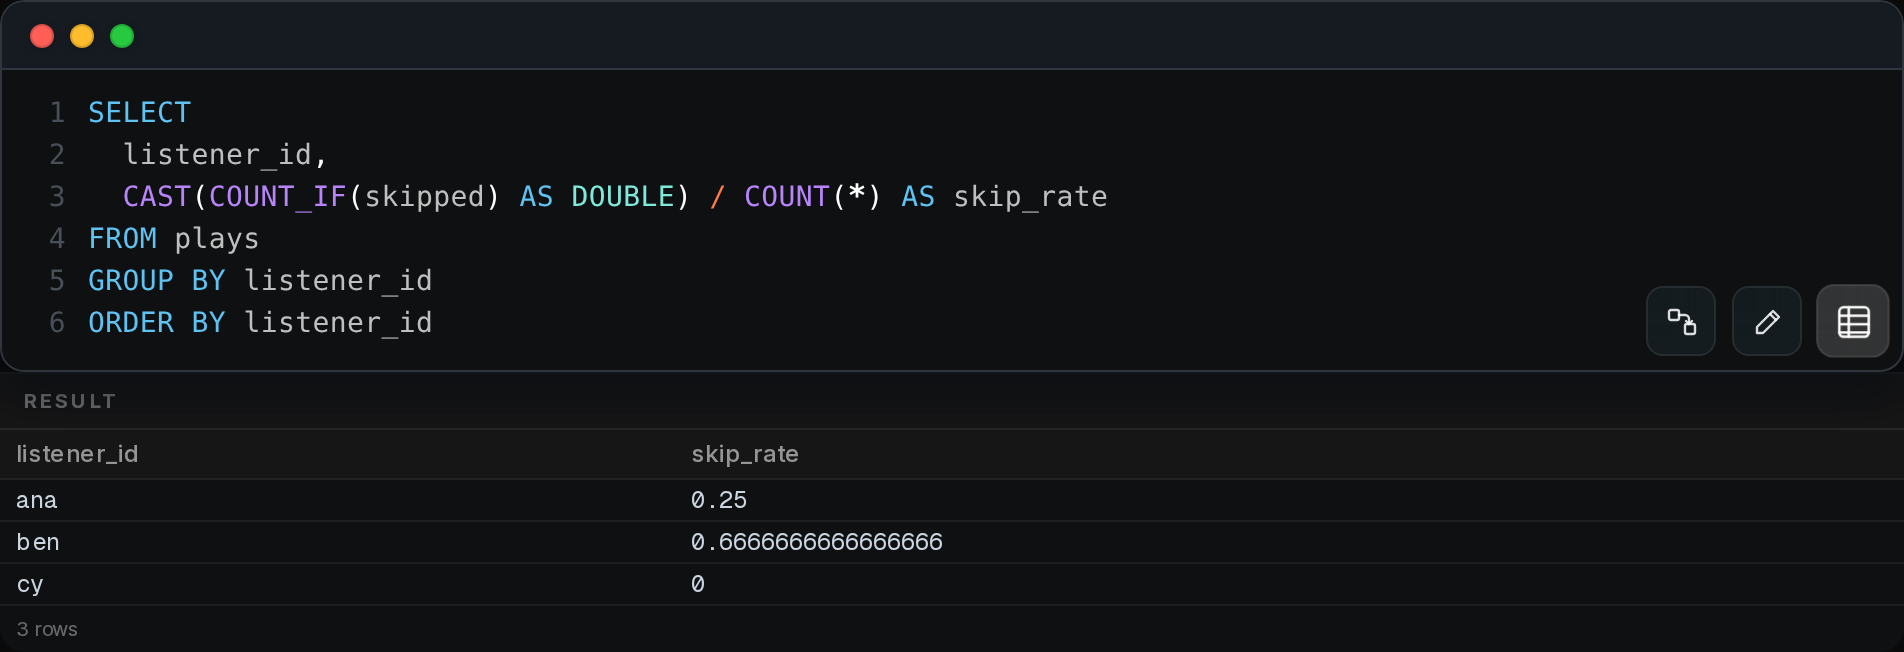 1 SELECT
2   listener_id,
3   CAST(COUNT_IF(skipped) AS DOUBLE) / COUNT(*) AS skip_rate
4 FROM plays
5 GROUP BY listener_id
6 ORDER BY listener_id
RESULT
listener_id skip_rate
ana 0.25
ben 0.6666666666666666
cy 0
3 rows